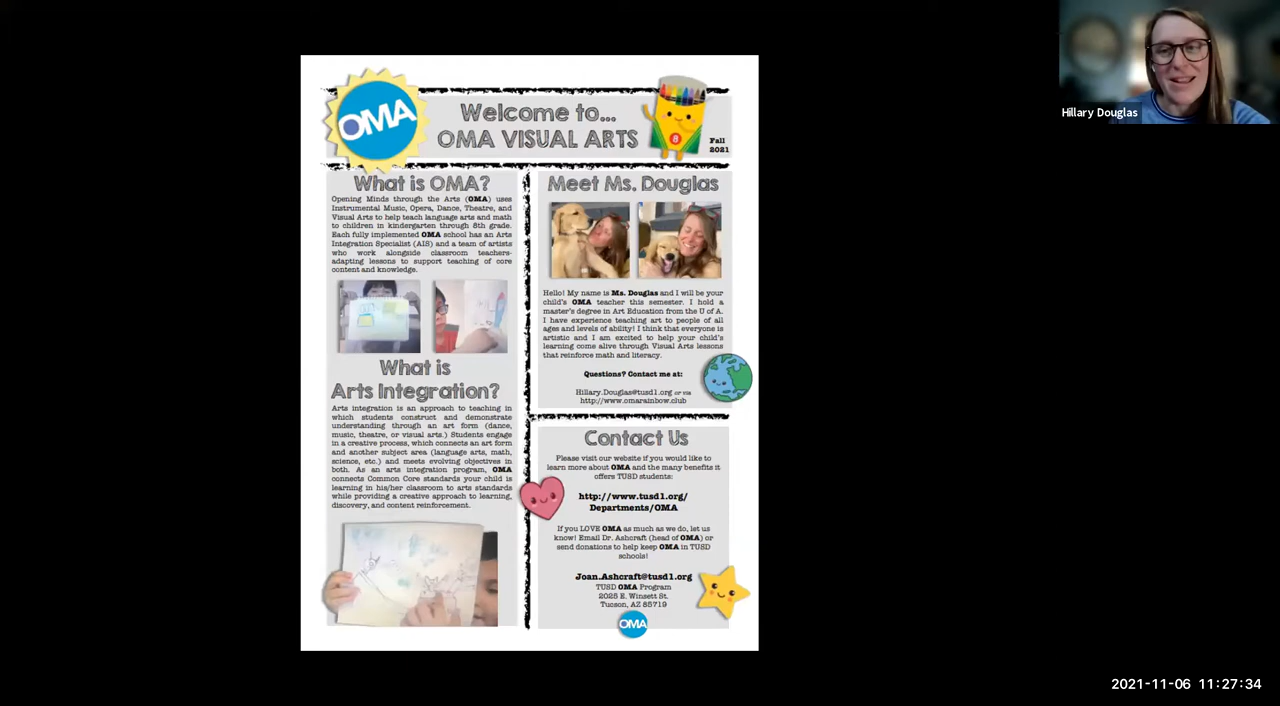 OMA
Welcome to...
OMA VISUAL ARTS
8
Fall
2021
What is OMA?
Opening Minds through the Arts (OMA) uses
Instrumental Music, Opera, Dance, Theatre, and
Visual Arts to help teach language arts and math
to children in kindergarten through 8th grade.
Each fully implemented OMA school has an Arts
Integration Specialist (AIS) and a team of artists
who work alongside classroom teachers-
adapting lessons to support teaching of core
content and knowledge.
What is
Arts Integration?
Arts integration is an approach to teaching in
which students construct and demonstrate
understanding through an art form (dance,
music, theatre, or visual arts.) Students engage
in a creative process, which connects an art form
and another subject area (language arts, math,
science, etc.) and meets evolving objectives in
both. As an arts integration program, OMA
connects Common Core standards your child is
learning in his/her classroom to arts standards
while providing a creative approach to learning,
discovery, and content reinforcement.
Meet Ms. Douglas
Hello! My name is Ms. Douglas and I will be your
child's OMA teacher this semester. I hold a
master's degree in Art Education from the U of A.
I have experience teaching art to people of all
ages and levels of ability! I think that everyone is
artistic and I am excited to help your child's
learning come alive through Visual Arts lessons
that reinforce math and literacy.
Questions? Contact me at:
Hillary.Douglas@tusd1.org or via
http://www.omarainbow.club
Contact Us
Please visit our website if you would like to
learn more about OMA and the many benefits it
offers TUSD students:
http://www.tusd1.org/
Departments/OMA
If you LOVE OMA as much as we do, let us
know! Email Dr. Ashcraft (head of OMA) or
send donations to help keep OMA in TUSD
schools!
Joan.Ashcraft@tusd1.org
TUSD OMA Program
2025 E. Winsett St.
Tucson, AZ 85719
OMA
Hillary Douglas
2021-11-06 11:27:34